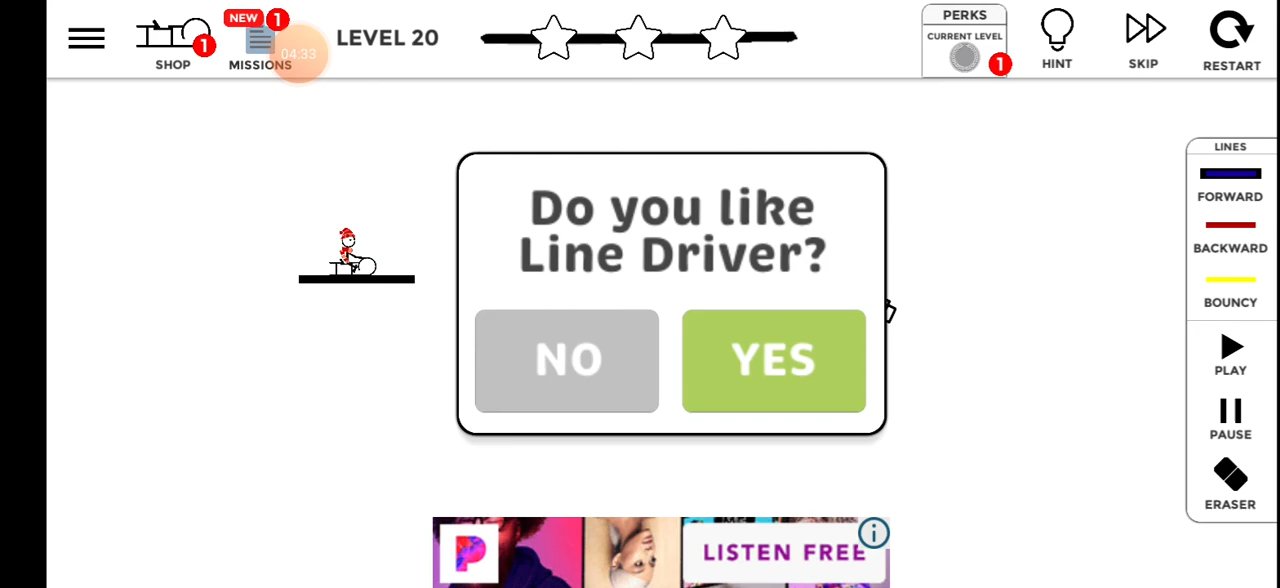 NEW
1
1
04:33
SHOP
MISSIONS
LEVEL 20
PERKS
CURRENT LEVEL
1
HINT
SKIP
RESTART
LINES
FORWARD
BACKWARD
BOUNCY
PLAY
PAUSE
ERASER
Do you like
Line Driver?
NO
YES
P
LISTEN FREE
i